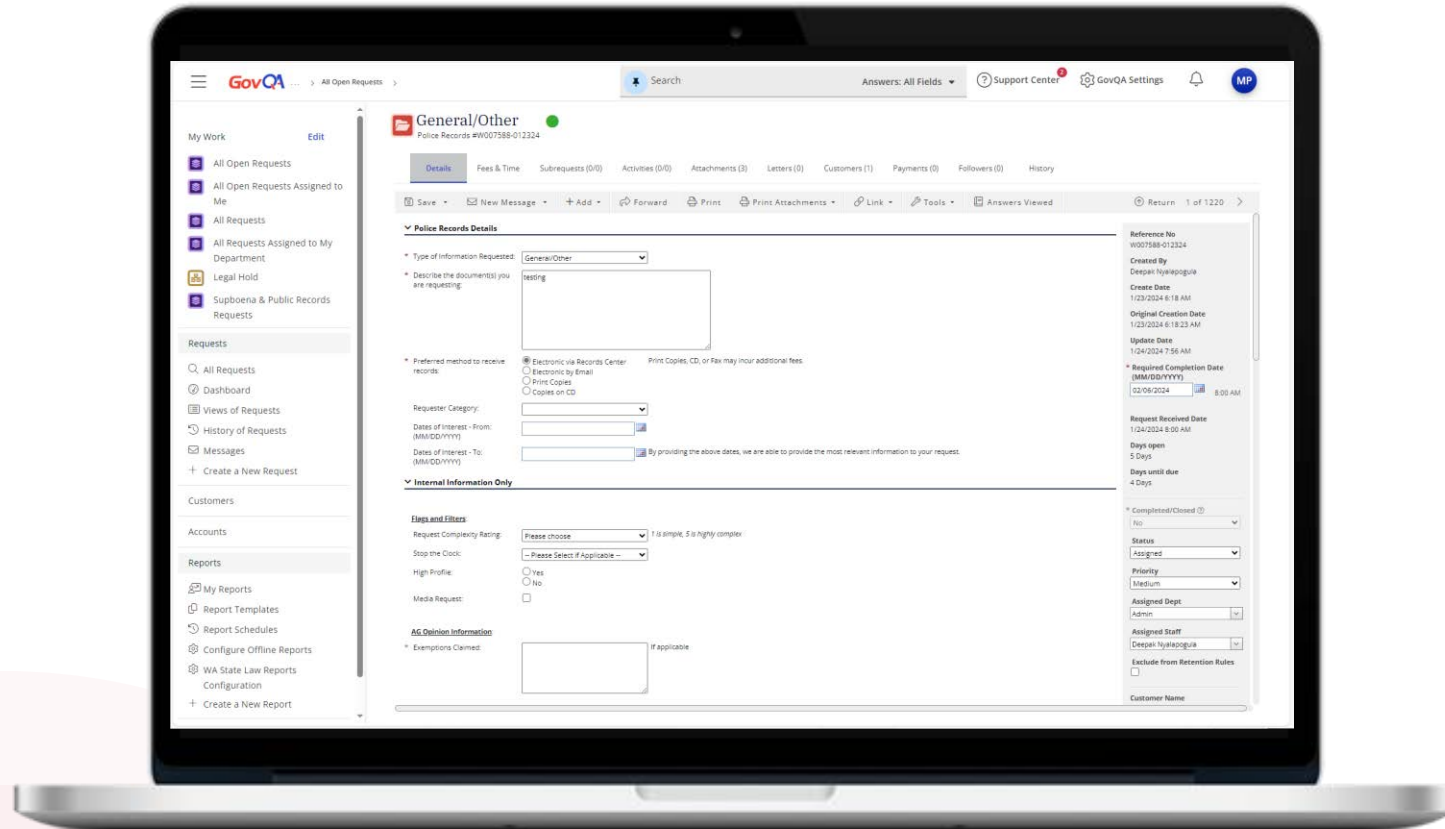 GovQA ... > All Open Requests >
Search
Answers: All Fields
Support Center
2
GovQA Settings
MP
My Work
Edit
All Open Requests
All Open Requests Assigned to
Me
All Requests
All Requests Assigned to My
Department
Legal Hold
Supboena & Public Records
Requests
Requests
All Requests
Dashboard
Views of Requests
History of Requests
Messages
Create a New Request
Customers
Accounts
Reports
My Reports
Report Templates
Report Schedules
Configure Offline Reports
WA State Law Reports
Configuration
Create a New Report
General/Other
Police Records #W007588-012324
Details Fees & Time Subrequests (0/0) Activities (0/0) Attachments (3) Letters (0) Customers (1) Payments (0) Followers (0) History
Save New Message + Add Forward Print Print Attachments Link Tools Answers Viewed Return 1 of 1220 >
Police Records Details
* Type of Information Requested: General/Other
* Describe the document(s) you
are requesting:
testing
* Preferred method to receive
records:
Electronic via Records Center
Electronic by Email
Print Copies
Copies on CD
Print Copies, CD, or Fax may incur additional fees.
Requester Category:
Dates of Interest - From:
(MM/DD/YYYY)
Dates of Interest - To:
(MM/DD/YYYY)
By providing the above dates, we are able to provide the most relevant information to your request.
Internal Information Only
Flags and Filters:
Request Complexity Rating: Please choose 1 is simple, 5 is highly complex
Stop the Clock: -- Please Select if Applicable --
High Profile: Yes
No
Media Request:
AG Opinion Information
* Exemptions Claimed: If applicable
Reference No
W007588-012324
Created By
Deepak Nyalapogula
Create Date
1/23/2024 6:18 AM
Original Creation Date
1/23/2024 6:18:23 AM
Update Date
1/24/2024 7:56 AM
* Required Completion Date
(MM/DD/YYYY)
02/06/2024 8:00 AM
Request Received Date
1/24/2024 8:00 AM
Days open
5 Days
Days until due
4 Days
* Completed/Closed
No
Status
Assigned
Priority
Medium
Assigned Dept
Admin
Assigned Staff
Deepak Nyalapogula
Exclude from Retention Rules
Customer Name